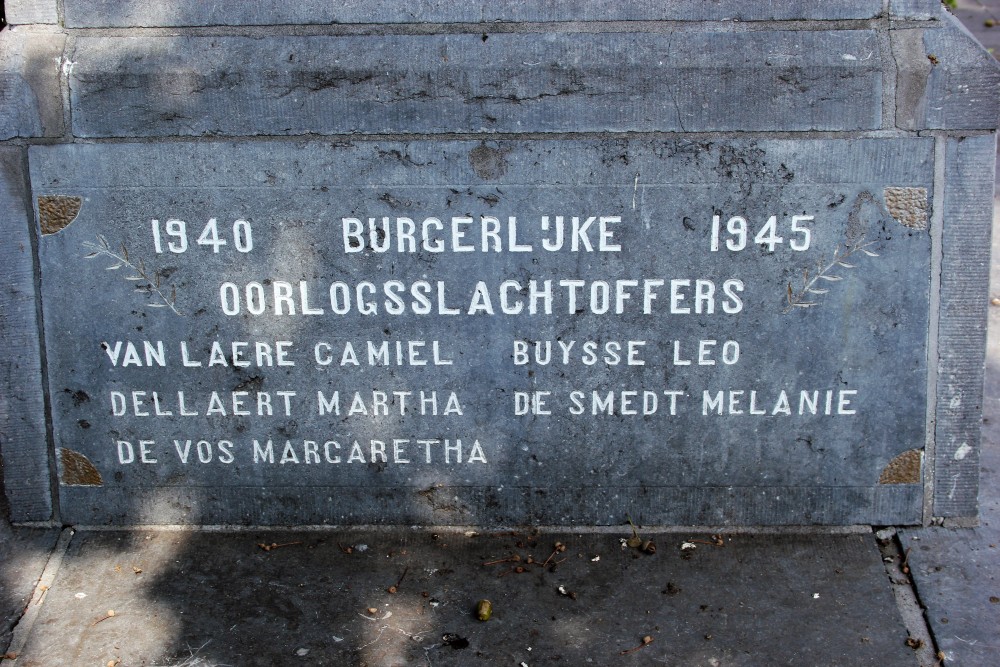 1940 BURGERLIJKE 1945
OORLOGSSLACHTOFFERS
VAN LAERE CAMIEL BUYSSE LEO
DELLAERT MARTHA DE SMEDT MELANIE
DE VOS MARGARETHA